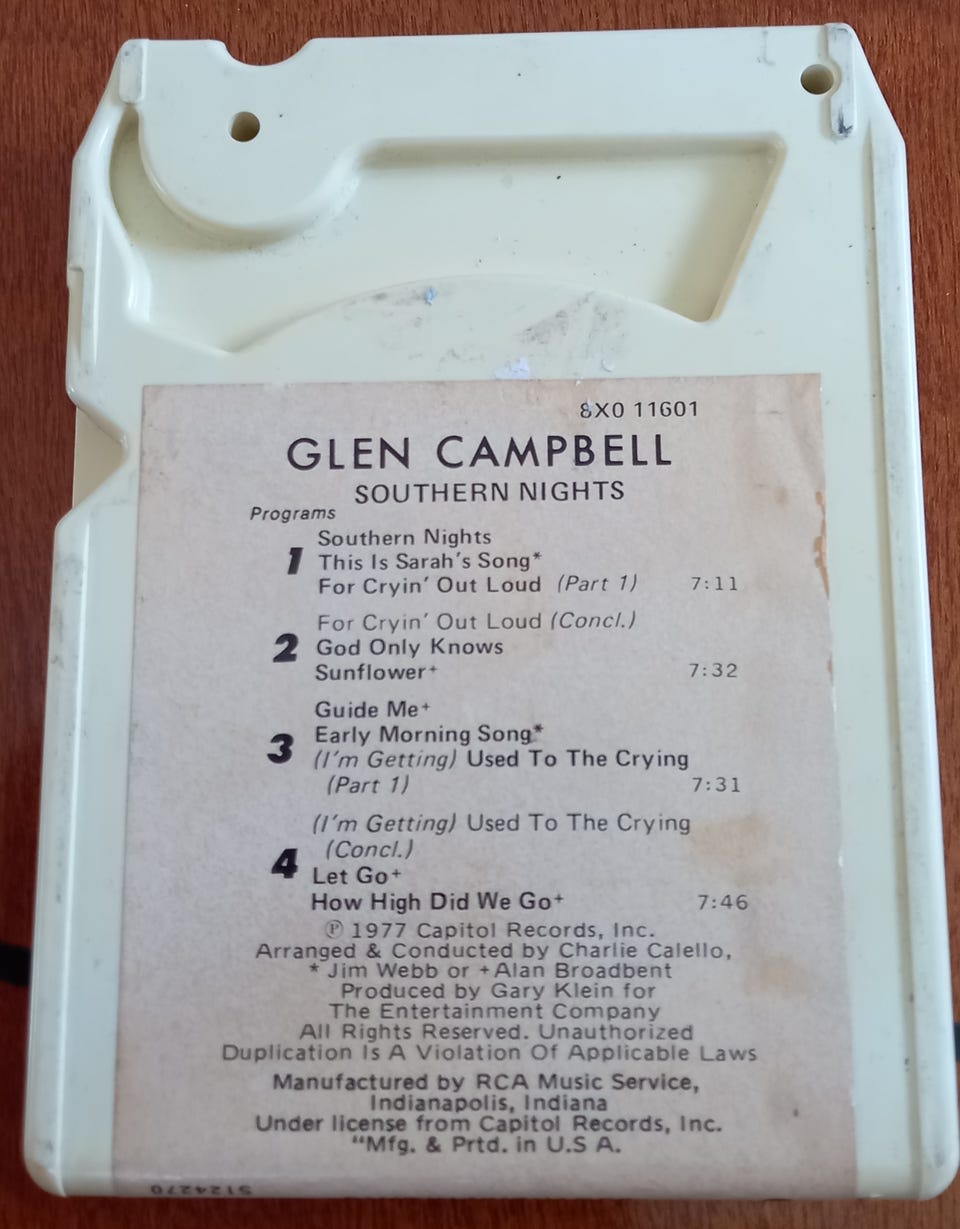 8X0 11601
GLEN CAMPBELL
SOUTHERN NIGHTS
Programs
1
Southern Nights
This Is Sarah's Song*
For Cryin' Out Loud (Part 1) 7:11
2
For Cryin' Out Loud (Concl.)
God Only Knows
Sunflower+ 7:32
3
Guide Me+
Early Morning Song*
(I'm Getting) Used To The Crying
(Part 1) 7:31
4
(I'm Getting) Used To The Crying
(Concl.)
Let Go+
How High Did We Go+ 7:46
℗ 1977 Capitol Records, Inc.
Arranged & Conducted by Charlie Calello,
* Jim Webb or +Alan Broadbent
Produced by Gary Klein for
The Entertainment Company
All Rights Reserved. Unauthorized
Duplication Is A Violation Of Applicable Laws
Manufactured by RCA Music Service,
Indianapolis, Indiana
Under license from Capitol Records, Inc.
"Mfg. & Prtd. in U.S A.
S124270